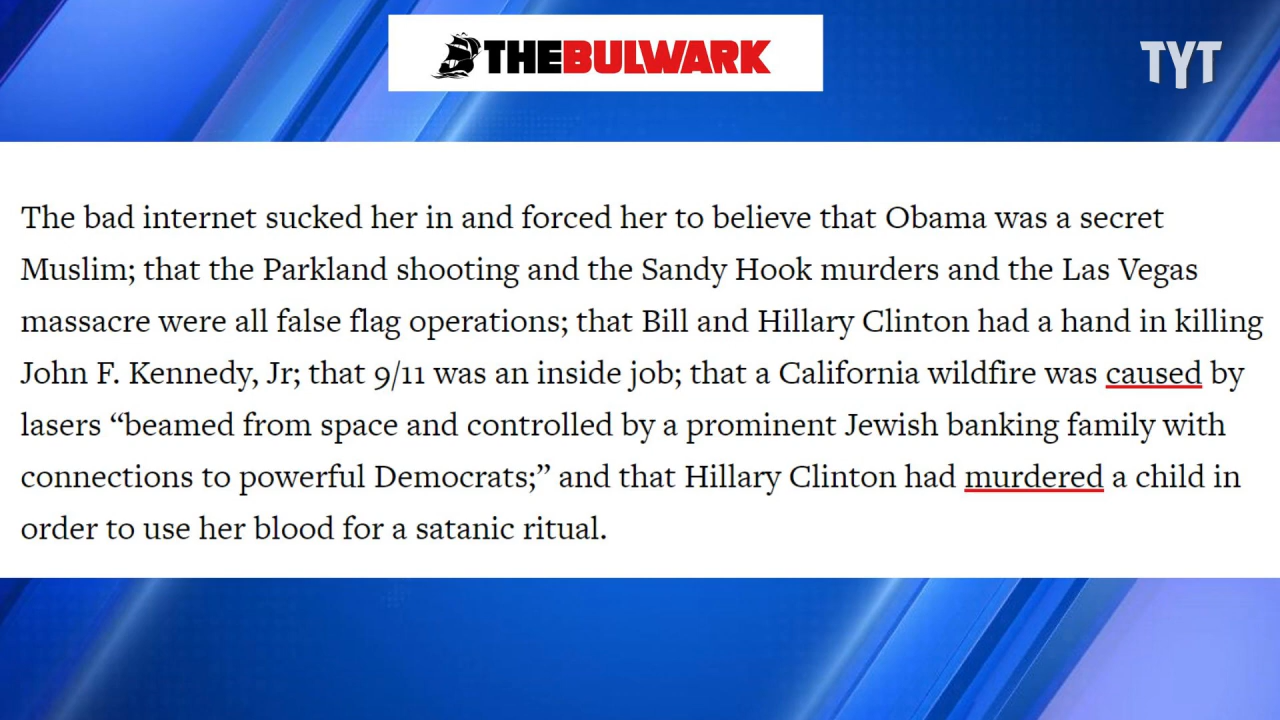 THEBULWARK
TYT
The bad internet sucked her in and forced her to believe that Obama was a secret
Muslim; that the Parkland shooting and the Sandy Hook murders and the Las Vegas
massacre were all false flag operations; that Bill and Hillary Clinton had a hand in killing
John F. Kennedy, Jr; that 9/11 was an inside job; that a California wildfire was caused by
lasers “beamed from space and controlled by a prominent Jewish banking family with
connections to powerful Democrats;” and that Hillary Clinton had murdered a child in
order to use her blood for a satanic ritual.